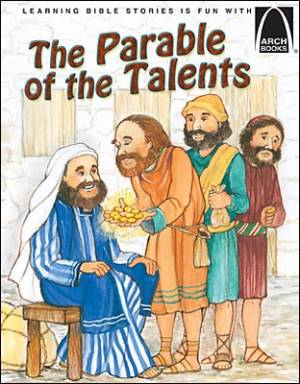 LEARNING BIBLE STORIES IS FUN WITH
ARCH
BOOKS
®
The Parable
of the Talents